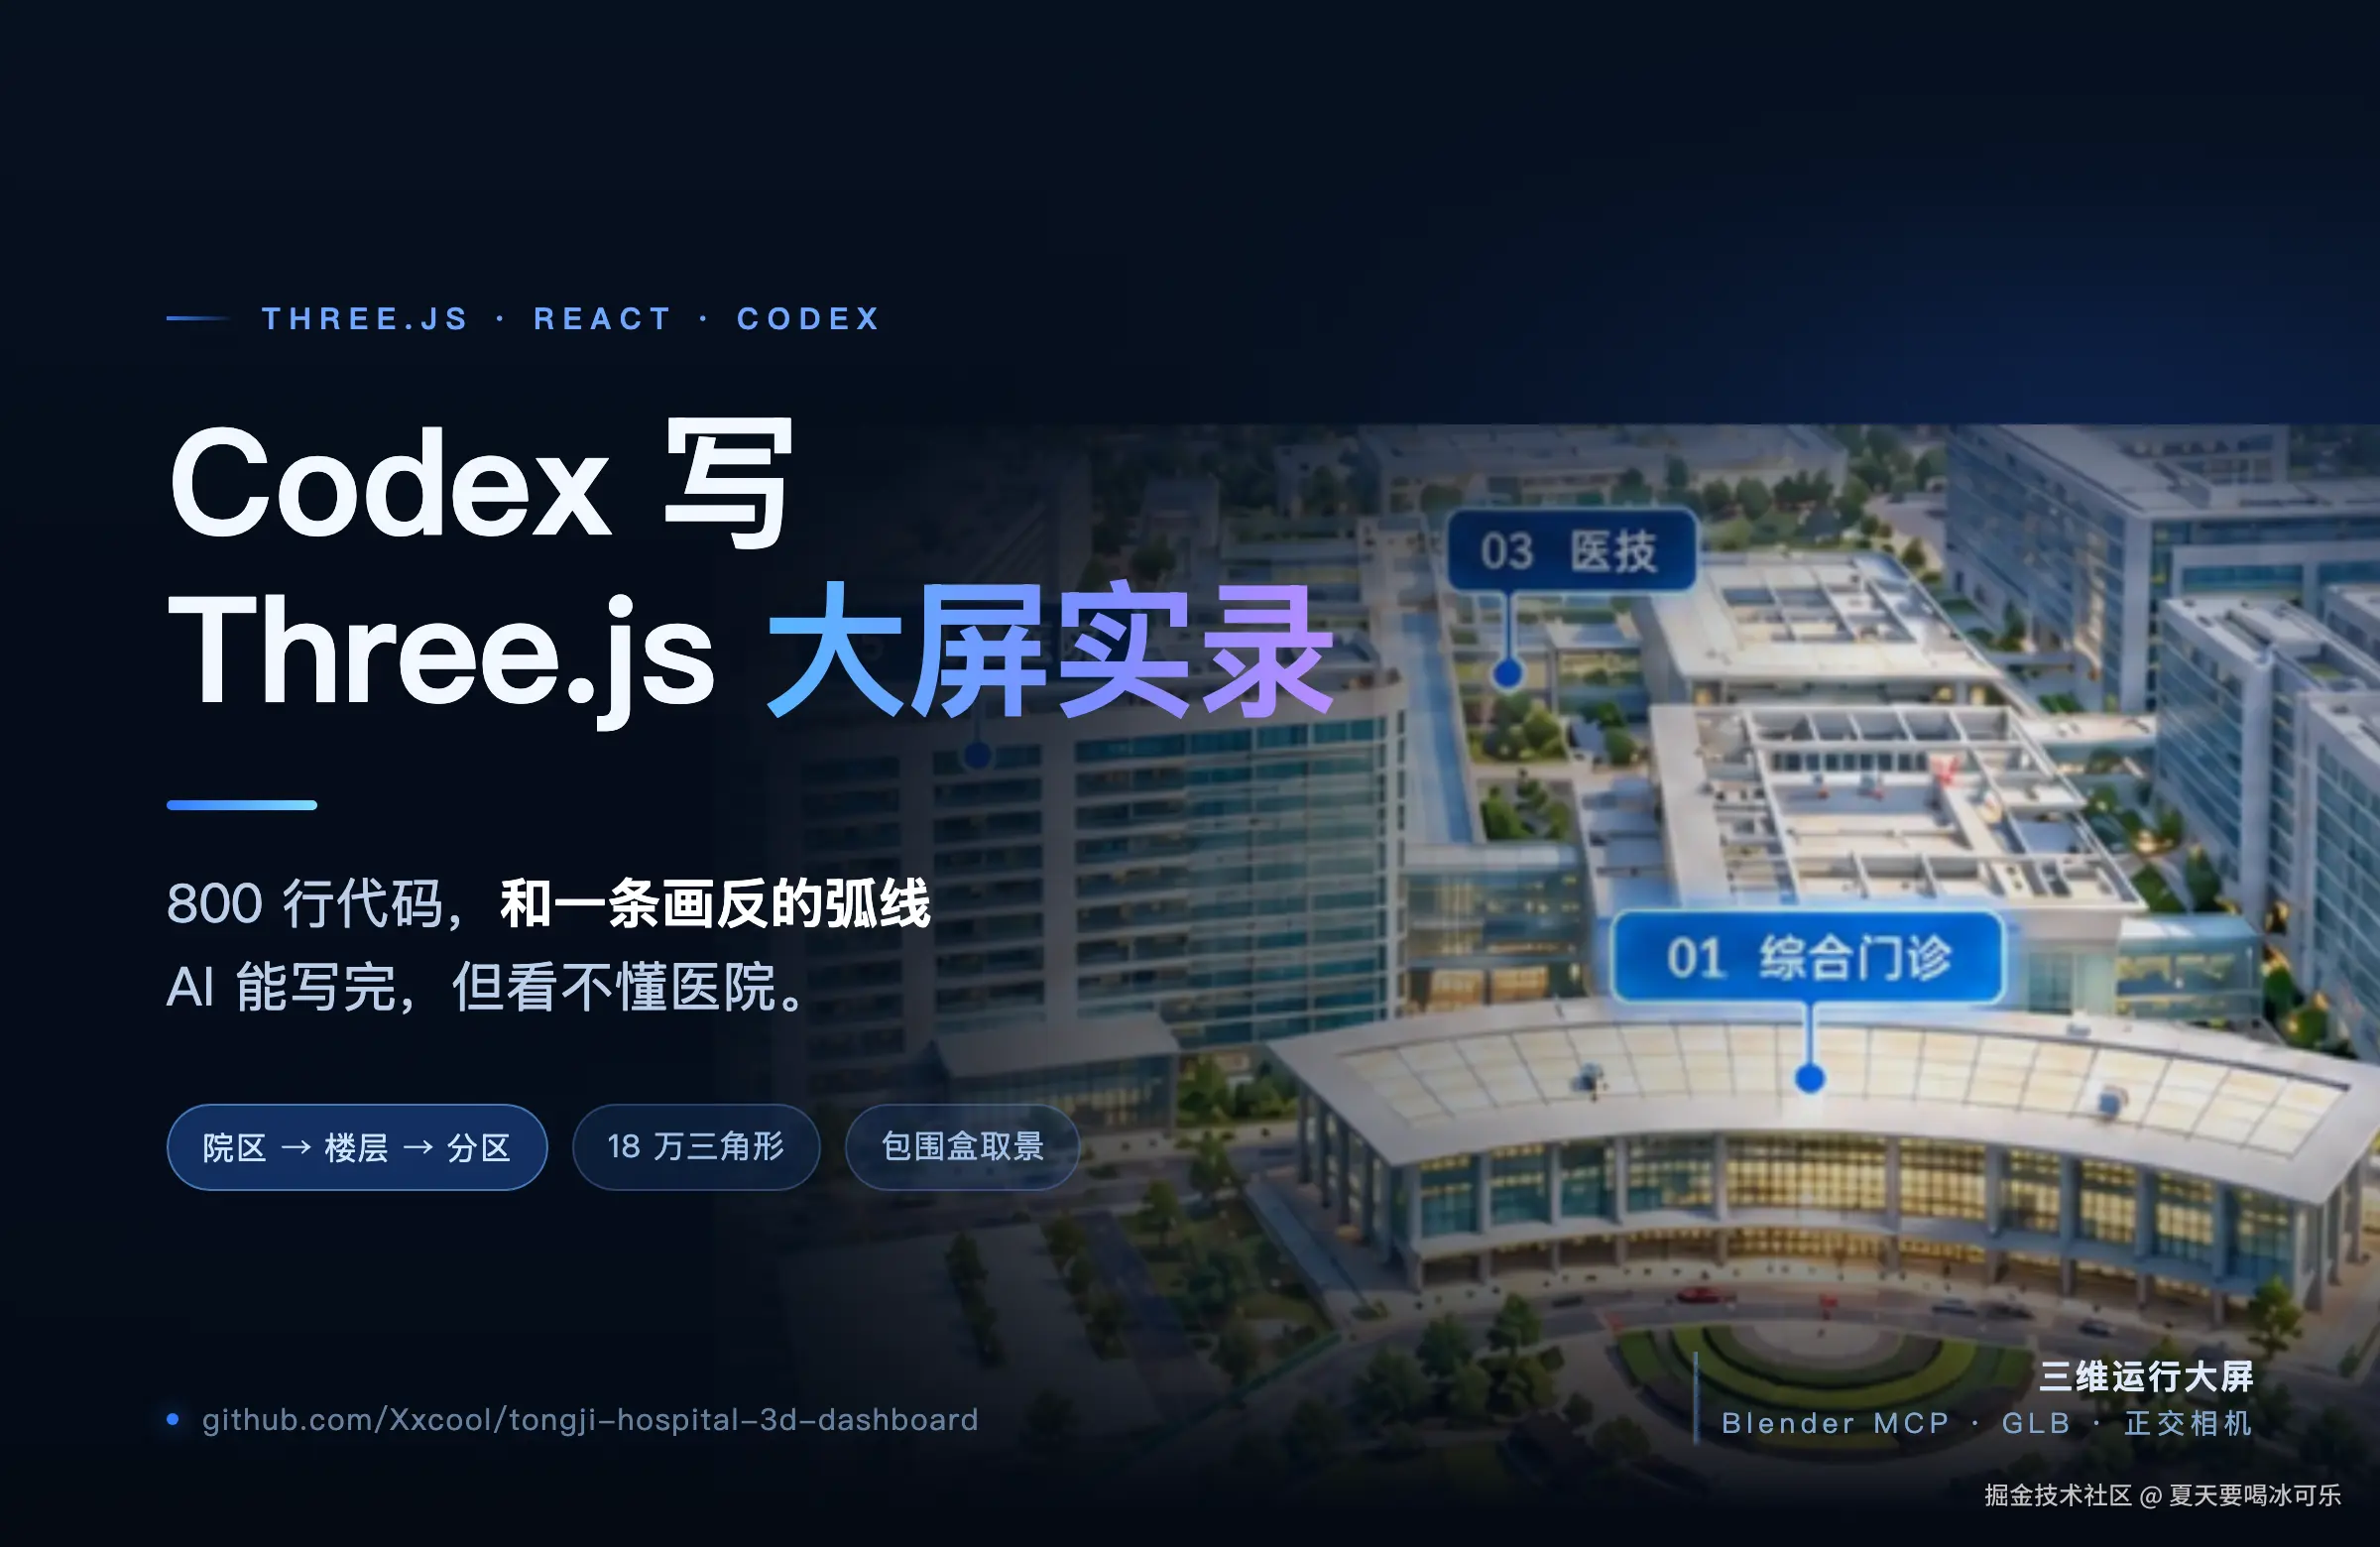 THREE.JS · REACT · CODEX
Codex 写
Three.js 大屏实录
800 行代码，和一条画反的弧线
AI 能写完，但看不懂医院。
院区 → 楼层 → 分区
18 万三角形
包围盒取景
03 医技
01 综合门诊
github.com/Xxcool/tongji-hospital-3d-dashboard
三维运行大屏
Blender MCP · GLB · 正交相机
掘金技术社区 @ 夏天要喝冰可乐